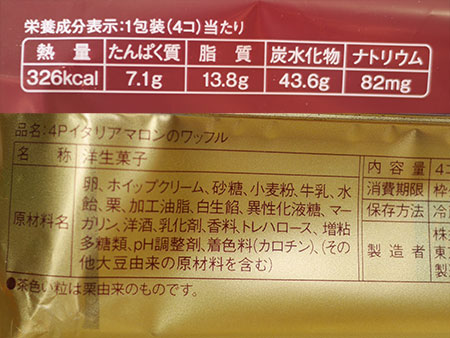 栄養成分表示:1包装(4コ)当たり
熱量 たんぱく質 脂質 炭水化物 ナトリウム
326kcal 7.1g 13.8g 43.6g 82mg
品名:4Pイタリアマロンのワッフル
名称 洋生菓子
原材料名
卵、ホイップクリーム、砂糖、小麦粉、牛乳、水
飴、栗、加工油脂、白生餡、異性化液糖、マー
ガリン、洋酒、乳化剤、香料、トレハロース、増粘
多糖類、pH調整剤、着色料(カロチン)、(その
他大豆由来の原材料を含む)
内容量 4コ
消費期限 枠
保存方法 冷
製造者
株
東
製
●茶色い粒は栗由来のものです。